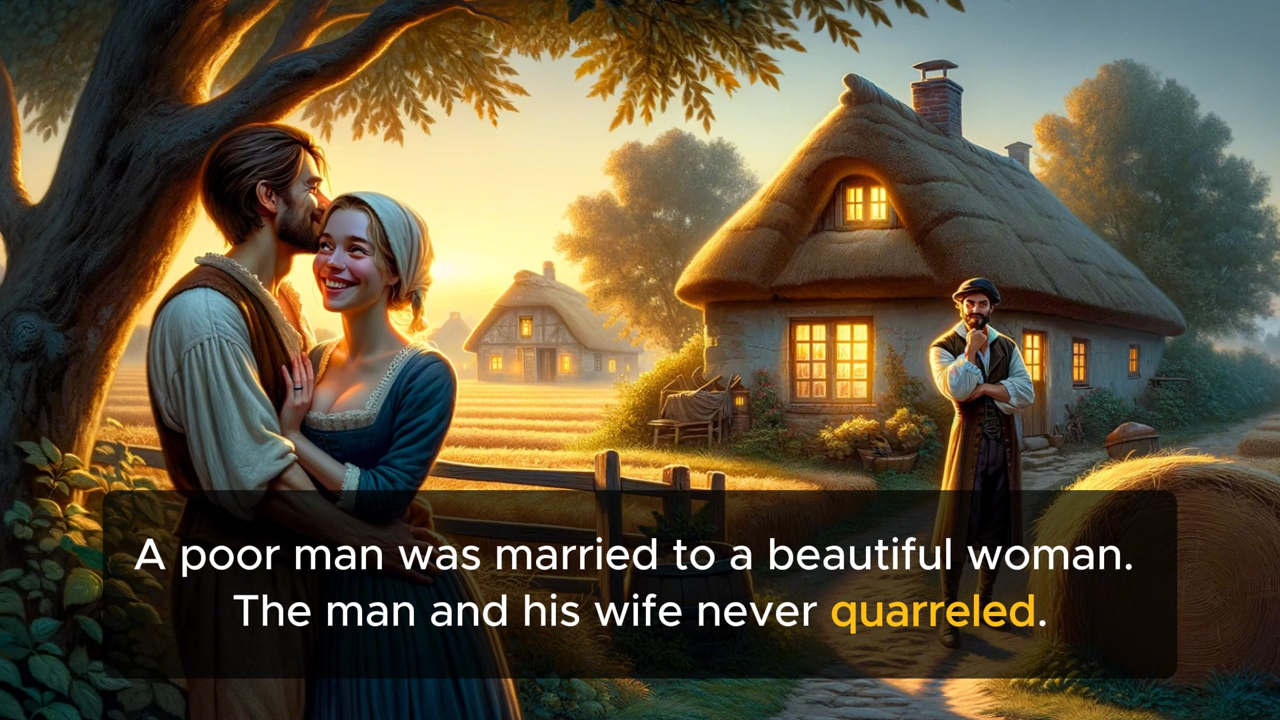 A poor man was married to a beautiful woman.
The man and his wife never quarreled.